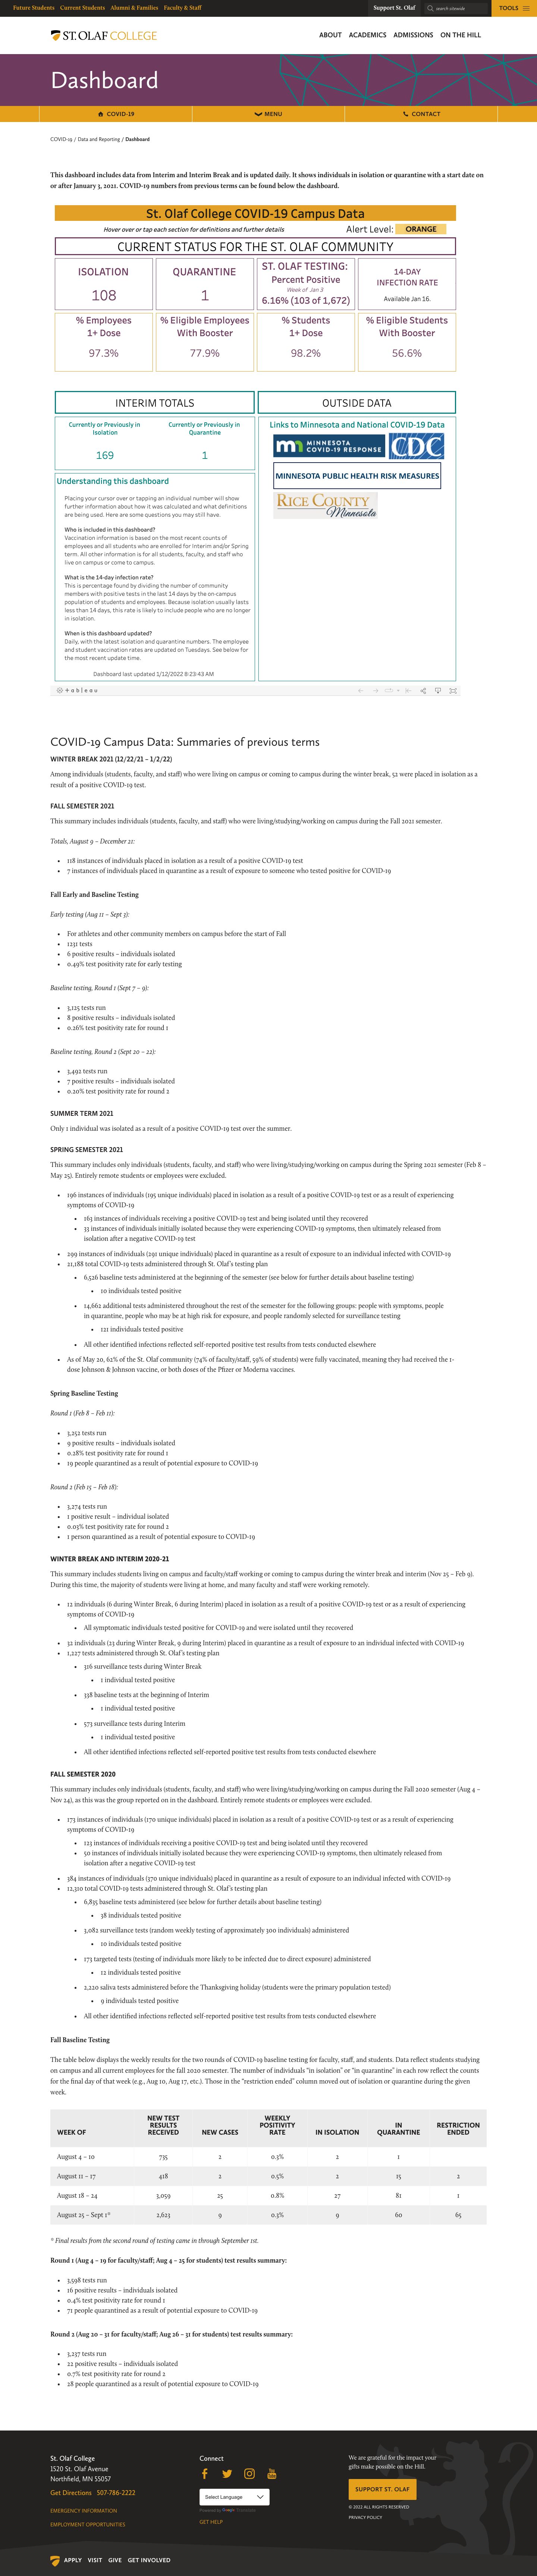 Future Students Current Students Alumni & Families Faculty & Staff Support St. Olaf search sitewide TOOLS
ST. OLAF COLLEGE ABOUT ACADEMICS ADMISSIONS ON THE HILL
Dashboard
COVID-19 MENU CONTACT
COVID-19 / Data and Reporting / Dashboard
This dashboard includes data from Interim and Interim Break and is updated daily. It shows individuals in isolation or quarantine with a start date on
or after January 3, 2021. COVID-19 numbers from previous terms can be found below the dashboard.
St. Olaf College COVID-19 Campus Data
Hover over or tap each section for definitions and further details Alert Level: ORANGE
CURRENT STATUS FOR THE ST. OLAF COMMUNITY
ISOLATION
108
QUARANTINE
1
ST. OLAF TESTING:
Percent Positive
Week of Jan 3
6.16% (103 of 1,672)
14-DAY
INFECTION RATE
Available Jan 16.
% Employees
1+ Dose
97.3%
% Eligible Employees
With Booster
77.9%
% Students
1+ Dose
98.2%
% Eligible Students
With Booster
56.6%
INTERIM TOTALS
Currently or Previously in
Isolation
169
Currently or Previously in
Quarantine
1
Understanding this dashboard
Placing your cursor over or tapping an individual number will show
further information about how it was calculated and what definitions
are being used. Here are some questions you may still have.
Who is included in this dashboard?
Vaccination information is based on the most recent counts of
employees and all students who are enrolled for Interim and/or Spring
term. All other information is for all students, faculty, and staff who
live on campus or come to campus.
What is the 14-day infection rate?
This is percentage found by dividing the number of community
members with positive tests in the last 14 days by the on-campus
population of students and employees. Because isolation usually lasts
less than 14 days, this rate is likely to include people who are no longer
in isolation.
When is this dashboard updated?
Daily, with the latest isolation and quarantine numbers. The employee
and student vaccination rates are updated on Tuesdays. See below for
the most recent update time.
Dashboard last updated 1/12/2022 8:23:43 AM
OUTSIDE DATA
Links to Minnesota and National COVID-19 Data
MINNESOTA
COVID-19 RESPONSE
CDC
MINNESOTA PUBLIC HEALTH RISK MEASURES
RICE COUNTY
Minnesota
+ a b | e a u
COVID-19 Campus Data: Summaries of previous terms
WINTER BREAK 2021 (12/22/21 – 1/2/22)
Among individuals (students, faculty, and staff) who were living on campus or coming to campus during the winter break, 52 were placed in isolation as a
result of a positive COVID-19 test.
FALL SEMESTER 2021
This summary includes individuals (students, faculty, and staff) who were living/studying/working on campus during the Fall 2021 semester.
Totals, August 9 – December 21:
• 118 instances of individuals placed in isolation as a result of a positive COVID-19 test
• 7 instances of individuals placed in quarantine as a result of exposure to someone who tested positive for COVID-19
Fall Early and Baseline Testing
Early testing (Aug 11 – Sept 3):
• For athletes and other community members on campus before the start of Fall
• 1231 tests
• 6 positive results – individuals isolated
• 0.49% test positivity rate for early testing
Baseline testing, Round 1 (Sept 7 – 9):
• 3,125 tests run
• 8 positive results – individuals isolated
• 0.26% test positivity rate for round 1
Baseline testing, Round 2 (Sept 20 – 22):
• 3,492 tests run
• 7 positive results – individuals isolated
• 0.20% test positivity rate for round 2
SUMMER TERM 2021
Only 1 individual was isolated as a result of a positive COVID-19 test over the summer.
SPRING SEMESTER 2021
This summary includes only individuals (students, faculty, and staff) who were living/studying/working on campus during the Spring 2021 semester (Feb 8 –
May 25). Entirely remote students or employees were excluded.
• 196 instances of individuals (195 unique individuals) placed in isolation as a result of a positive COVID-19 test or as a result of experiencing
symptoms of COVID-19
• 163 instances of individuals receiving a positive COVID-19 test and being isolated until they recovered
• 33 instances of individuals initially isolated because they were experiencing COVID-19 symptoms, then ultimately released from
isolation after a negative COVID-19 test
• 299 instances of individuals (291 unique individuals) placed in quarantine as a result of exposure to an individual infected with COVID-19
• 21,188 total COVID-19 tests administered through St. Olaf's testing plan
• 6,526 baseline tests administered at the beginning of the semester (see below for further details about baseline testing)
• 10 individuals tested positive
• 14,662 additional tests administered throughout the rest of the semester for the following groups: people with symptoms, people
in quarantine, people who may be at high risk for exposure, and people randomly selected for surveillance testing
• 121 individuals tested positive
• All other identified infections reflected self-reported positive test results from tests conducted elsewhere
• As of May 20, 62% of the St. Olaf community (74% of faculty/staff, 59% of students) were fully vaccinated, meaning they had received the 1-
dose Johnson & Johnson vaccine, or both doses of the Pfizer or Moderna vaccines.
Spring Baseline Testing
Round 1 (Feb 8 – Feb 11):
• 3,252 tests run
• 9 positive results – individuals isolated
• 0.28% test positivity rate for round 1
• 19 people quarantined as a result of potential exposure to COVID-19
Round 2 (Feb 15 – Feb 18):
• 3,274 tests run
• 1 positive result – individual isolated
• 0.03% test positivity rate for round 2
• 1 person quarantined as a result of potential exposure to COVID-19
WINTER BREAK AND INTERIM 2020-21
This summary includes students living on campus and faculty/staff working or coming to campus during the winter break and interim (Nov 25 – Feb 9).
During this time, the majority of students were living at home, and many faculty and staff were working remotely.
• 12 individuals (6 during Winter Break, 6 during Interim) placed in isolation as a result of a positive COVID-19 test or as a result of experiencing
symptoms of COVID-19
• All symptomatic individuals tested positive for COVID-19 and were isolated until they recovered
• 32 individuals (23 during Winter Break, 9 during Interim) placed in quarantine as a result of exposure to an individual infected with COVID-19
• 1,227 tests administered through St. Olaf's testing plan
• 316 surveillance tests during Winter Break
• 1 individual tested positive
• 338 baseline tests at the beginning of Interim
• 1 individual tested positive
• 573 surveillance tests during Interim
• 1 individual tested positive
• All other identified infections reflected self-reported positive test results from tests conducted elsewhere
FALL SEMESTER 2020
This summary includes only individuals (students, faculty, and staff) who were living/studying/working on campus during the Fall 2020 semester (Aug 4 –
Nov 24), as this was the group reported on in the dashboard. Entirely remote students or employees were excluded.
• 173 instances of individuals (170 unique individuals) placed in isolation as a result of a positive COVID-19 test or as a result of experiencing
symptoms of COVID-19
• 123 instances of individuals receiving a positive COVID-19 test and being isolated until they recovered
• 50 instances of individuals initially isolated because they were experiencing COVID-19 symptoms, then ultimately released from
isolation after a negative COVID-19 test
• 384 instances of individuals (370 unique individuals) placed in quarantine as a result of exposure to an individual infected with COVID-19
• 12,310 total COVID-19 tests administered through St. Olaf's testing plan
• 6,835 baseline tests administered (see below for further details about baseline testing)
• 38 individuals tested positive
• 3,082 surveillance tests (random weekly testing of approximately 300 individuals) administered
• 10 individuals tested positive
• 173 targeted tests (testing of individuals more likely to be infected due to direct exposure) administered
• 12 individuals tested positive
• 2,220 saliva tests administered before the Thanksgiving holiday (students were the primary population tested)
• 9 individuals tested positive
• All other identified infections reflected self-reported positive test results from tests conducted elsewhere
Fall Baseline Testing
The table below displays the weekly results for the two rounds of COVID-19 baseline testing for faculty, staff, and students. Data reflect students studying
on campus and all current employees for the fall 2020 semester. The number of individuals "in isolation" or "in quarantine" in each row reflect the counts
for the final day of that week (e.g., Aug 10, Aug 17, etc.). Those in the "restriction ended" column moved out of isolation or quarantine during the given
week.
WEEK OF NEW TEST RESULTS RECEIVED NEW CASES WEEKLY POSITIVITY RATE IN ISOLATION IN QUARANTINE RESTRICTION ENDED
August 4 – 10 735 2 0.3% 2 1
August 11 – 17 418 2 0.5% 2 15 2
August 18 – 24 3,059 25 0.8% 27 81 1
August 25 – Sept 1* 2,623 9 0.3% 9 60 65
* Final results from the second round of testing came in through September 1st.
Round 1 (Aug 4 – 19 for faculty/staff; Aug 4 – 25 for students) test results summary:
• 3,598 tests run
• 16 positive results – individuals isolated
• 0.4% test positivity rate for round 1
• 71 people quarantined as a result of potential exposure to COVID-19
Round 2 (Aug 20 – 31 for faculty/staff; Aug 26 – 31 for students) test results summary:
• 3,237 tests run
• 22 positive results – individuals isolated
• 0.7% test positivity rate for round 2
• 28 people quarantined as a result of potential exposure to COVID-19
St. Olaf College
1520 St. Olaf Avenue
Northfield, MN 55057
Get Directions 507-786-2222
EMERGENCY INFORMATION
EMPLOYMENT OPPORTUNITIES
Connect
Select Language
Powered by Google Translate
GET HELP
We are grateful for the impact your
gifts make possible on the Hill.
SUPPORT ST. OLAF
© 2022 ALL RIGHTS RESERVED
PRIVACY POLICY
APPLY VISIT GIVE GET INVOLVED